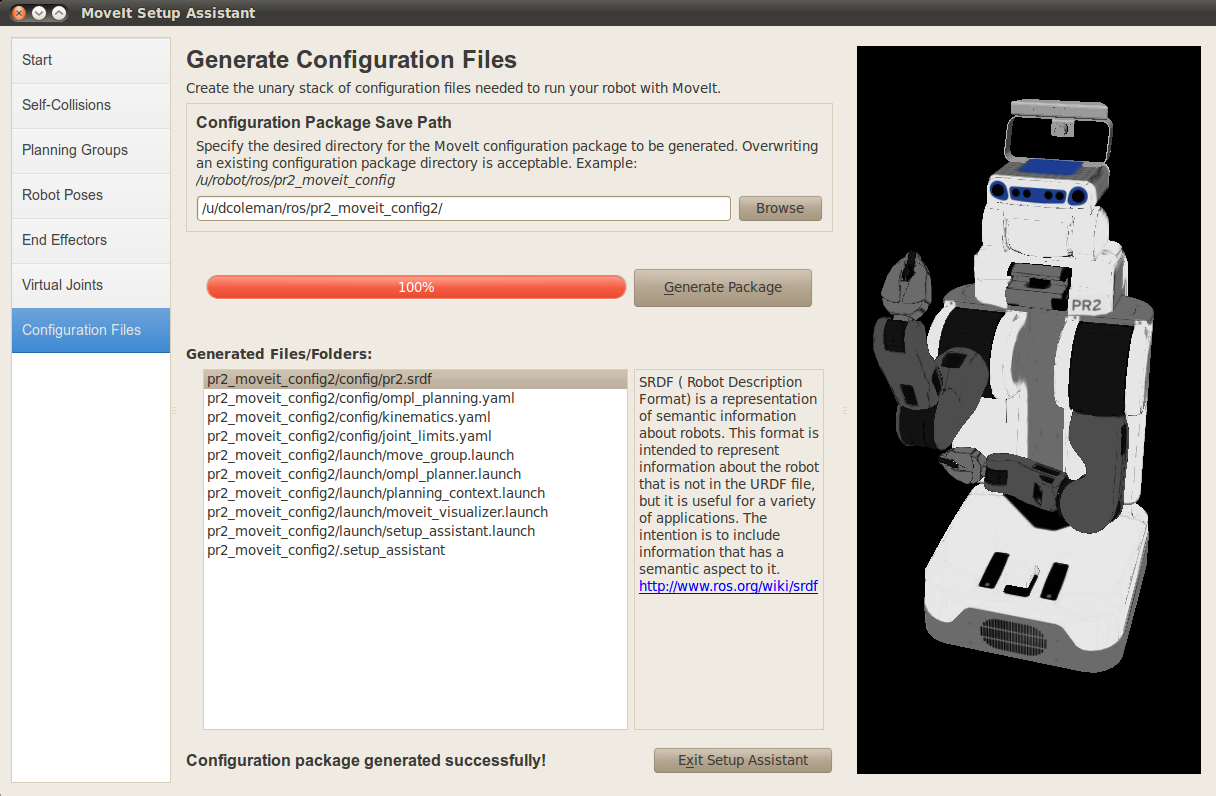 MoveIt Setup Assistant
Start
Self-Collisions
Planning Groups
Robot Poses
End Effectors
Virtual Joints
Configuration Files
Generate Configuration Files
Create the unary stack of configuration files needed to run your robot with MoveIt.
Configuration Package Save Path
Specify the desired directory for the MoveIt configuration package to be generated. Overwriting
an existing configuration package directory is acceptable. Example:
/u/robot/ros/pr2_moveit_config
/u/dcoleman/ros/pr2_moveit_config2/
Browse
100%
Generate Package
Generated Files/Folders:
pr2_moveit_config2/config/pr2.srdf
pr2_moveit_config2/config/ompl_planning.yaml
pr2_moveit_config2/config/kinematics.yaml
pr2_moveit_config2/config/joint_limits.yaml
pr2_moveit_config2/launch/move_group.launch
pr2_moveit_config2/launch/ompl_planner.launch
pr2_moveit_config2/launch/planning_context.launch
pr2_moveit_config2/launch/moveit_visualizer.launch
pr2_moveit_config2/launch/setup_assistant.launch
pr2_moveit_config2/.setup_assistant
SRDF ( Robot Description
Format) is a representation
of semantic information
about robots. This format is
intended to represent
information about the robot
that is not in the URDF file,
but it is useful for a variety
of applications. The
intention is to include
information that has a
semantic aspect to it.
http://www.ros.org/wiki/srdf
Configuration package generated successfully!
Exit Setup Assistant
PR2